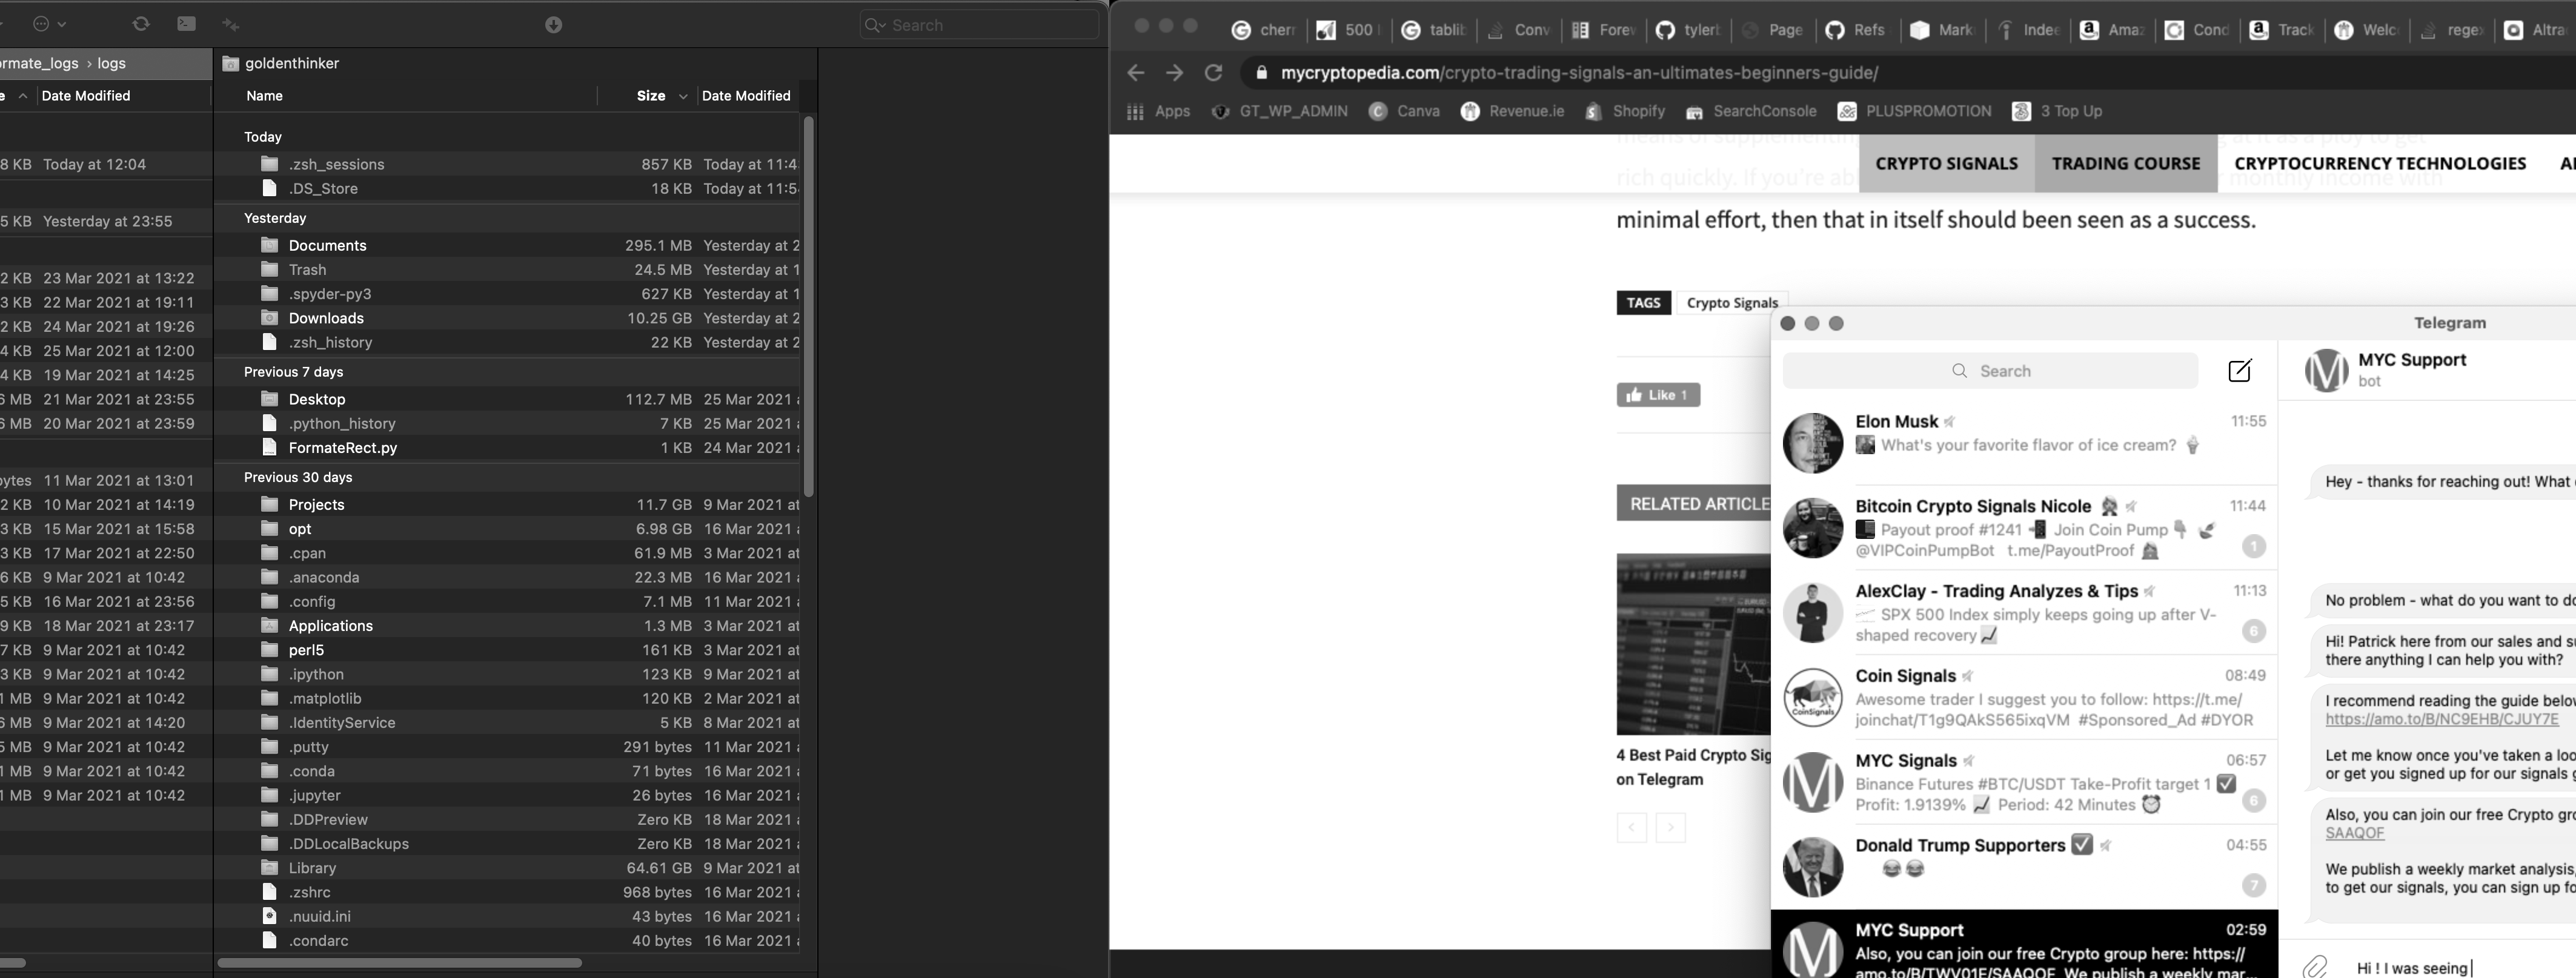 Search
ormate_logs › logs
goldenthinker
e Date Modified
Name Size Date Modified
Today
8 KB Today at 12:04
.zsh_sessions 857 KB Today at 11:4
.DS_Store 18 KB Today at 11:5
Yesterday
5 KB Yesterday at 23:55
Documents 295.1 MB Yesterday at 2
Trash 24.5 MB Yesterday at 1
2 KB 23 Mar 2021 at 13:22
.spyder-py3 627 KB Yesterday at 1
3 KB 22 Mar 2021 at 19:11
Downloads 10.25 GB Yesterday at 2
2 KB 24 Mar 2021 at 19:26
.zsh_history 22 KB Yesterday at 2
4 KB 25 Mar 2021 at 12:00
Previous 7 days
4 KB 19 Mar 2021 at 14:25
Desktop 112.7 MB 25 Mar 2021
6 MB 21 Mar 2021 at 23:55
.python_history 7 KB 25 Mar 2021
6 MB 20 Mar 2021 at 23:59
FormateRect.py 1 KB 24 Mar 2021
Previous 30 days
bytes 11 Mar 2021 at 13:01
Projects 11.7 GB 9 Mar 2021 at
2 KB 10 Mar 2021 at 14:19
opt 6.98 GB 16 Mar 2021
3 KB 15 Mar 2021 at 15:58
.cpan 61.9 MB 3 Mar 2021 at
3 KB 17 Mar 2021 at 22:50
.anaconda 22.3 MB 16 Mar 2021
6 KB 9 Mar 2021 at 10:42
.config 7.1 MB 11 Mar 2021
5 KB 16 Mar 2021 at 23:56
Applications 1.3 MB 3 Mar 2021 at
9 KB 18 Mar 2021 at 23:17
perl5 161 KB 3 Mar 2021 at
7 KB 9 Mar 2021 at 10:42
.ipython 123 KB 9 Mar 2021 at
3 KB 9 Mar 2021 at 10:42
.matplotlib 120 KB 2 Mar 2021 at
1 MB 9 Mar 2021 at 10:42
.IdentityService 5 KB 8 Mar 2021 at
6 MB 9 Mar 2021 at 14:20
.putty 291 bytes 11 Mar 2021
5 MB 9 Mar 2021 at 10:42
.conda 71 bytes 16 Mar 2021
1 MB 9 Mar 2021 at 10:42
.jupyter 26 bytes 16 Mar 2021
1 MB 9 Mar 2021 at 10:42
.DDPreview Zero KB 18 Mar 2021
.DDLocalBackups Zero KB 18 Mar 2021
Library 64.61 GB 9 Mar 2021 at
.zshrc 968 bytes 16 Mar 2021
.nuuid.ini 43 bytes 16 Mar 2021
.condarc 40 bytes 16 Mar 2021
cherr 500 tablib Conv Forev tylerb Page Refs Mark Indee Amaz Cond Track Welc regex Altra
mycryptopedia.com/crypto-trading-signals-an-ultimates-beginners-guide/
Apps GT_WP_ADMIN Canva Revenue.ie Shopify SearchConsole PLUSPROMOTION 3 Top Up
means of supplementing at it as a ploy to get
CRYPTO SIGNALS TRADING COURSE CRYPTOCURRENCY TECHNOLOGIES
rich quickly. If you're ab monthly income with
minimal effort, then that in itself should been seen as a success.
TAGS Crypto Signals
Like 1
RELATED ARTICLE
4 Best Paid Crypto Sig
on Telegram
Telegram
Search
MYC Support
bot
Elon Musk 11:55
What's your favorite flavor of ice cream?
Bitcoin Crypto Signals Nicole 11:44
Payout proof #1241 Join Coin Pump
@VIPCoinPumpBot t.me/PayoutProof 1
AlexClay - Trading Analyzes & Tips 11:13
SPX 500 Index simply keeps going up after V-
shaped recovery 6
Coin Signals 08:49
Awesome trader I suggest you to follow: https://t.me/
joinchat/T1g9QAkS565ixqVM #Sponsored_Ad #DYOR
MYC Signals 06:57
Binance Futures #BTC/USDT Take-Profit target 1
Profit: 1.9139% Period: 42 Minutes 6
Donald Trump Supporters 04:55
7
MYC Support 02:59
Also, you can join our free Crypto group here: https://
amo.to/B/TWV01E/SAAQOF We publish a weekly mar...
Hey - thanks for reaching out! What
No problem - what do you want to do
Hi! Patrick here from our sales and su
there anything I can help you with?
I recommend reading the guide below
https://amo.to/B/NC9EHB/CJUY7E
Let me know once you've taken a loo
or get you signed up for our signals g
Also, you can join our free Crypto gro
SAAQOF
We publish a weekly market analysis,
to get our signals, you can sign up fo
Hi ! I was seeing